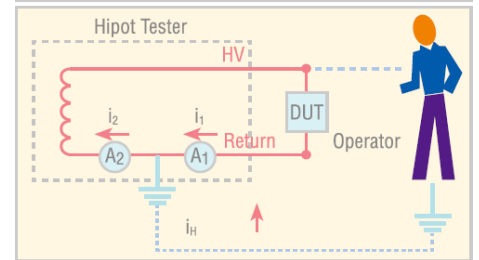 Hipot Tester
HV
i2
i1
DUT
A2
A1
Return
Operator
iH